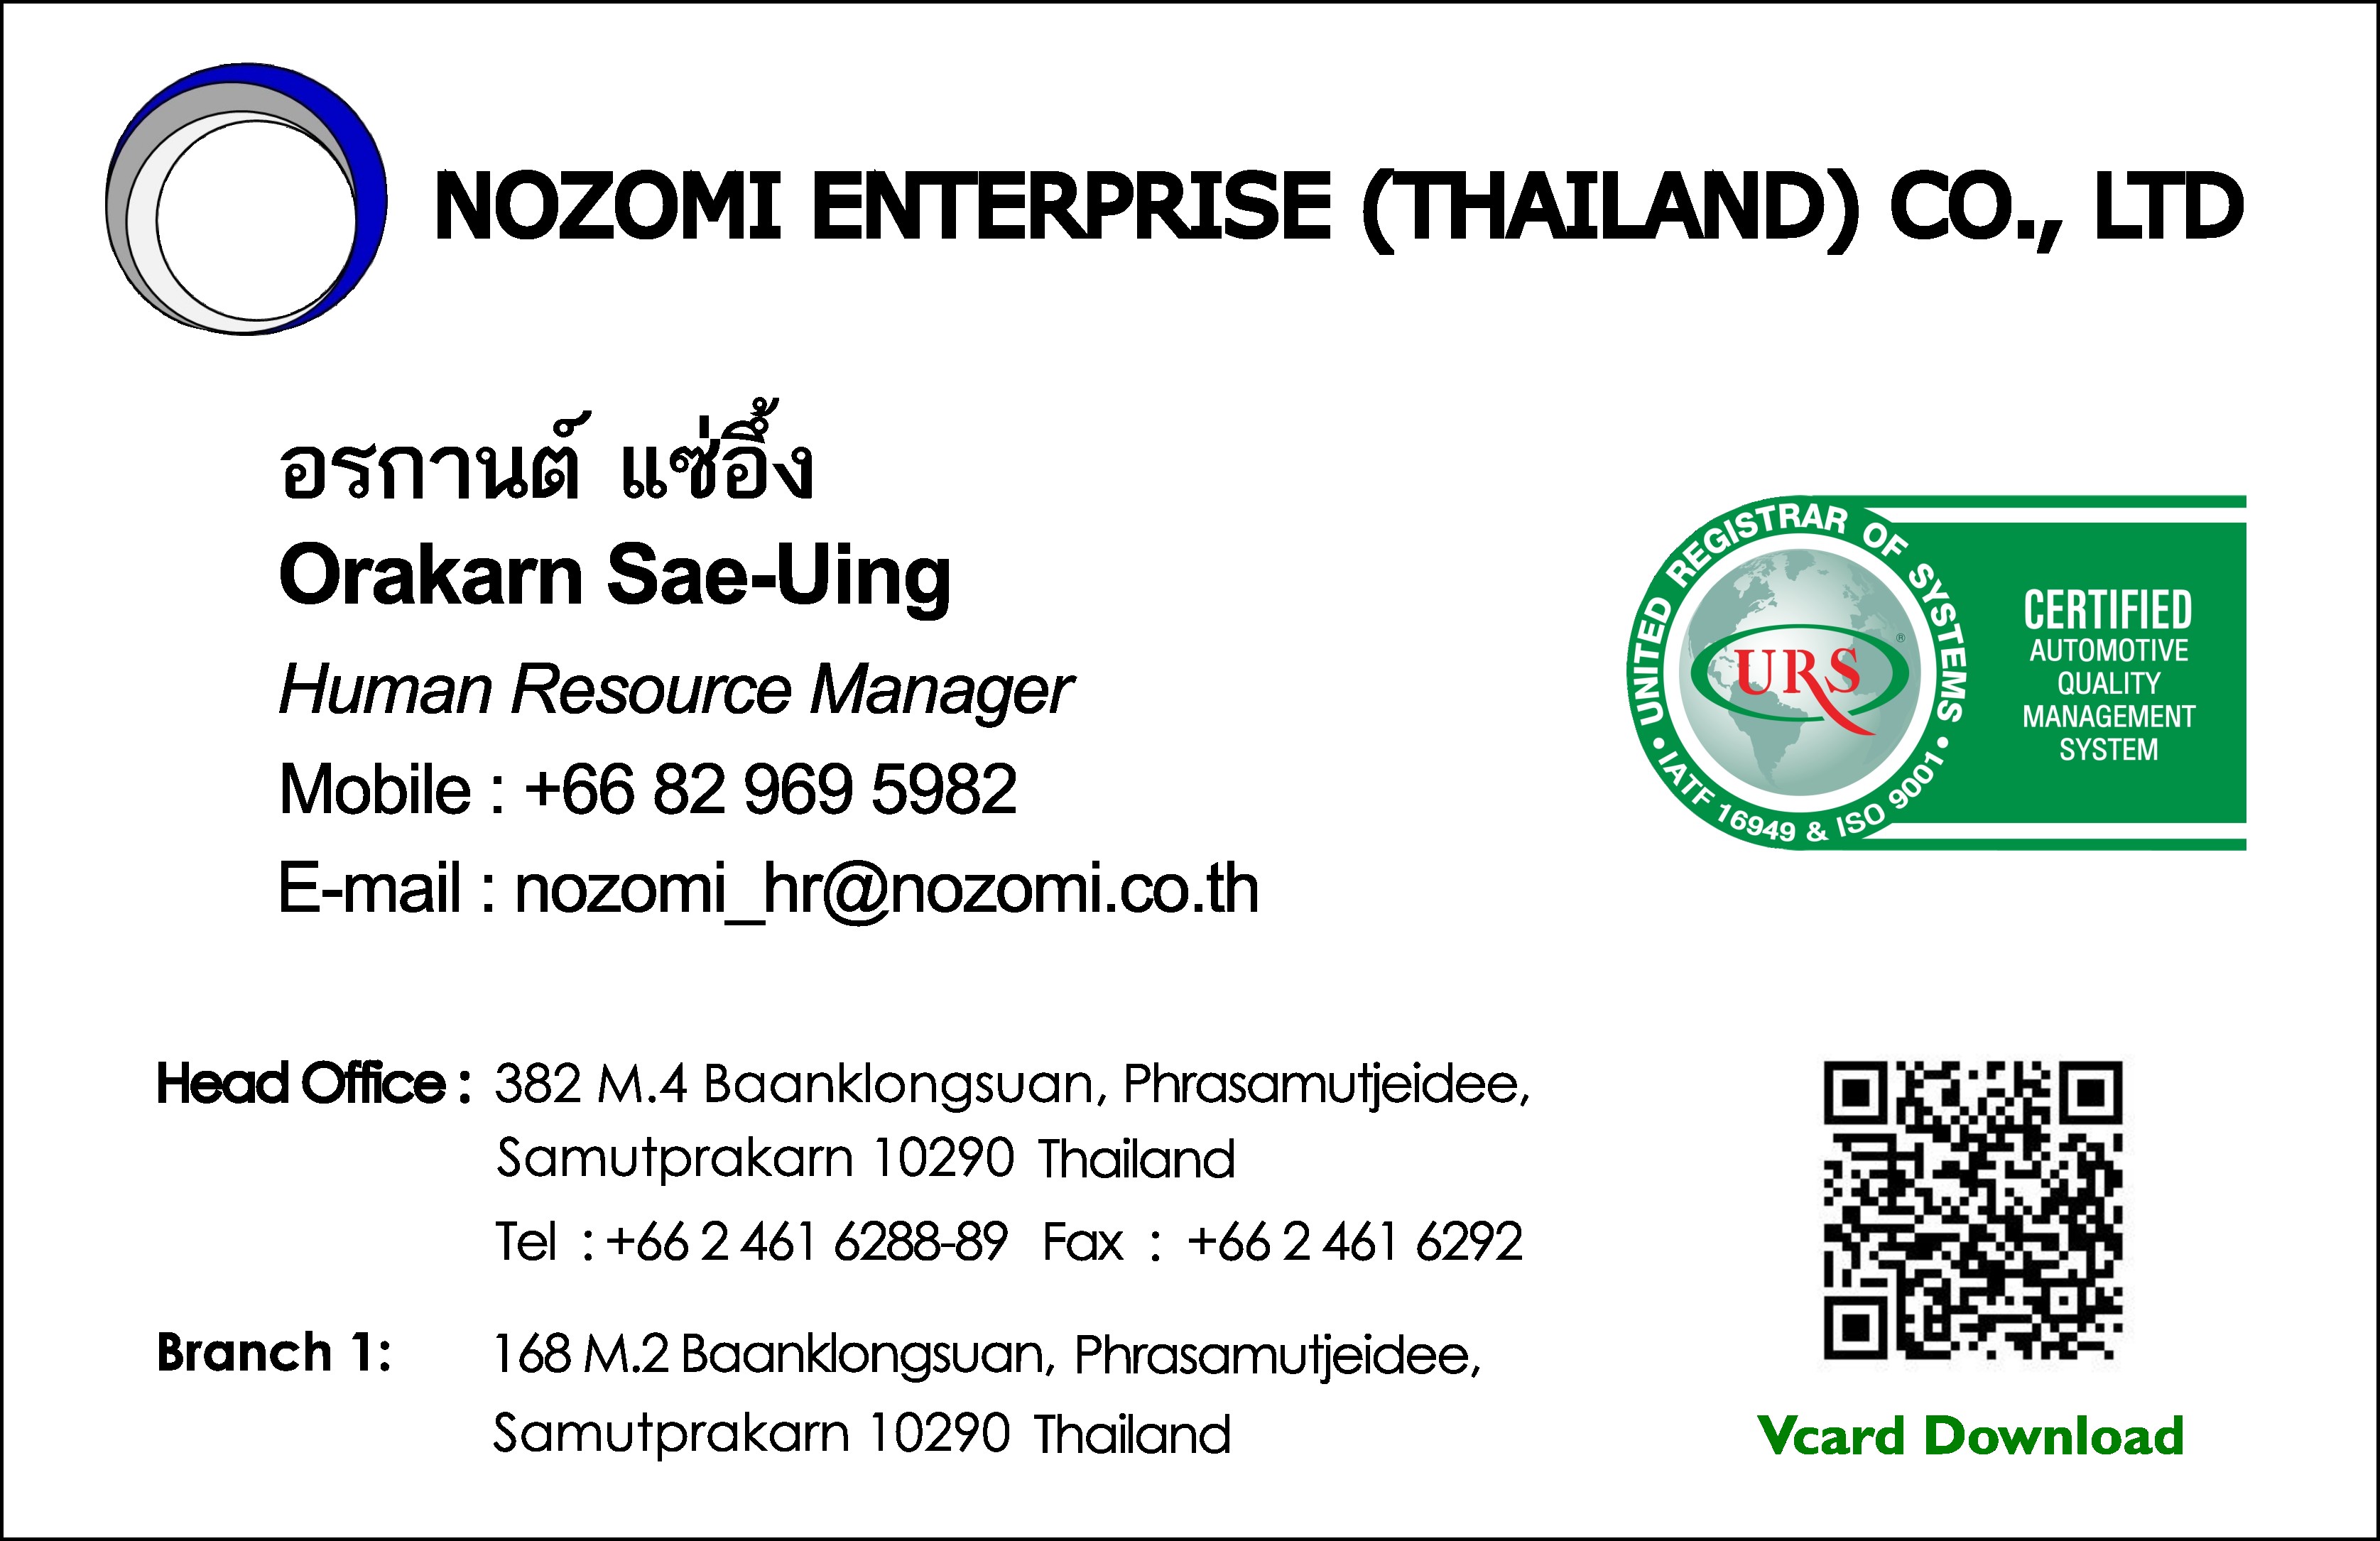 NOZOMI ENTERPRISE (THAILAND) CO., LTD
อรกานต์ แซ่อึ้ง
Orakarn Sae-Uing
Human Resource Manager
Mobile : +66 82 969 5982
E-mail : nozomi_hr@nozomi.co.th
UNITED REGISTRAR OF SYSTEMS
• IATF 16949 & ISO 9001 •
URS®
CERTIFIED
AUTOMOTIVE
QUALITY
MANAGEMENT
SYSTEM
Head Office : 382 M.4 Baanklongsuan, Phrasamutjeidee,
Samutprakarn 10290 Thailand
Tel : +66 2 461 6288-89 Fax : +66 2 461 6292
Branch 1: 168 M.2 Baanklongsuan, Phrasamutjeidee,
Samutprakarn 10290 Thailand
Vcard Download